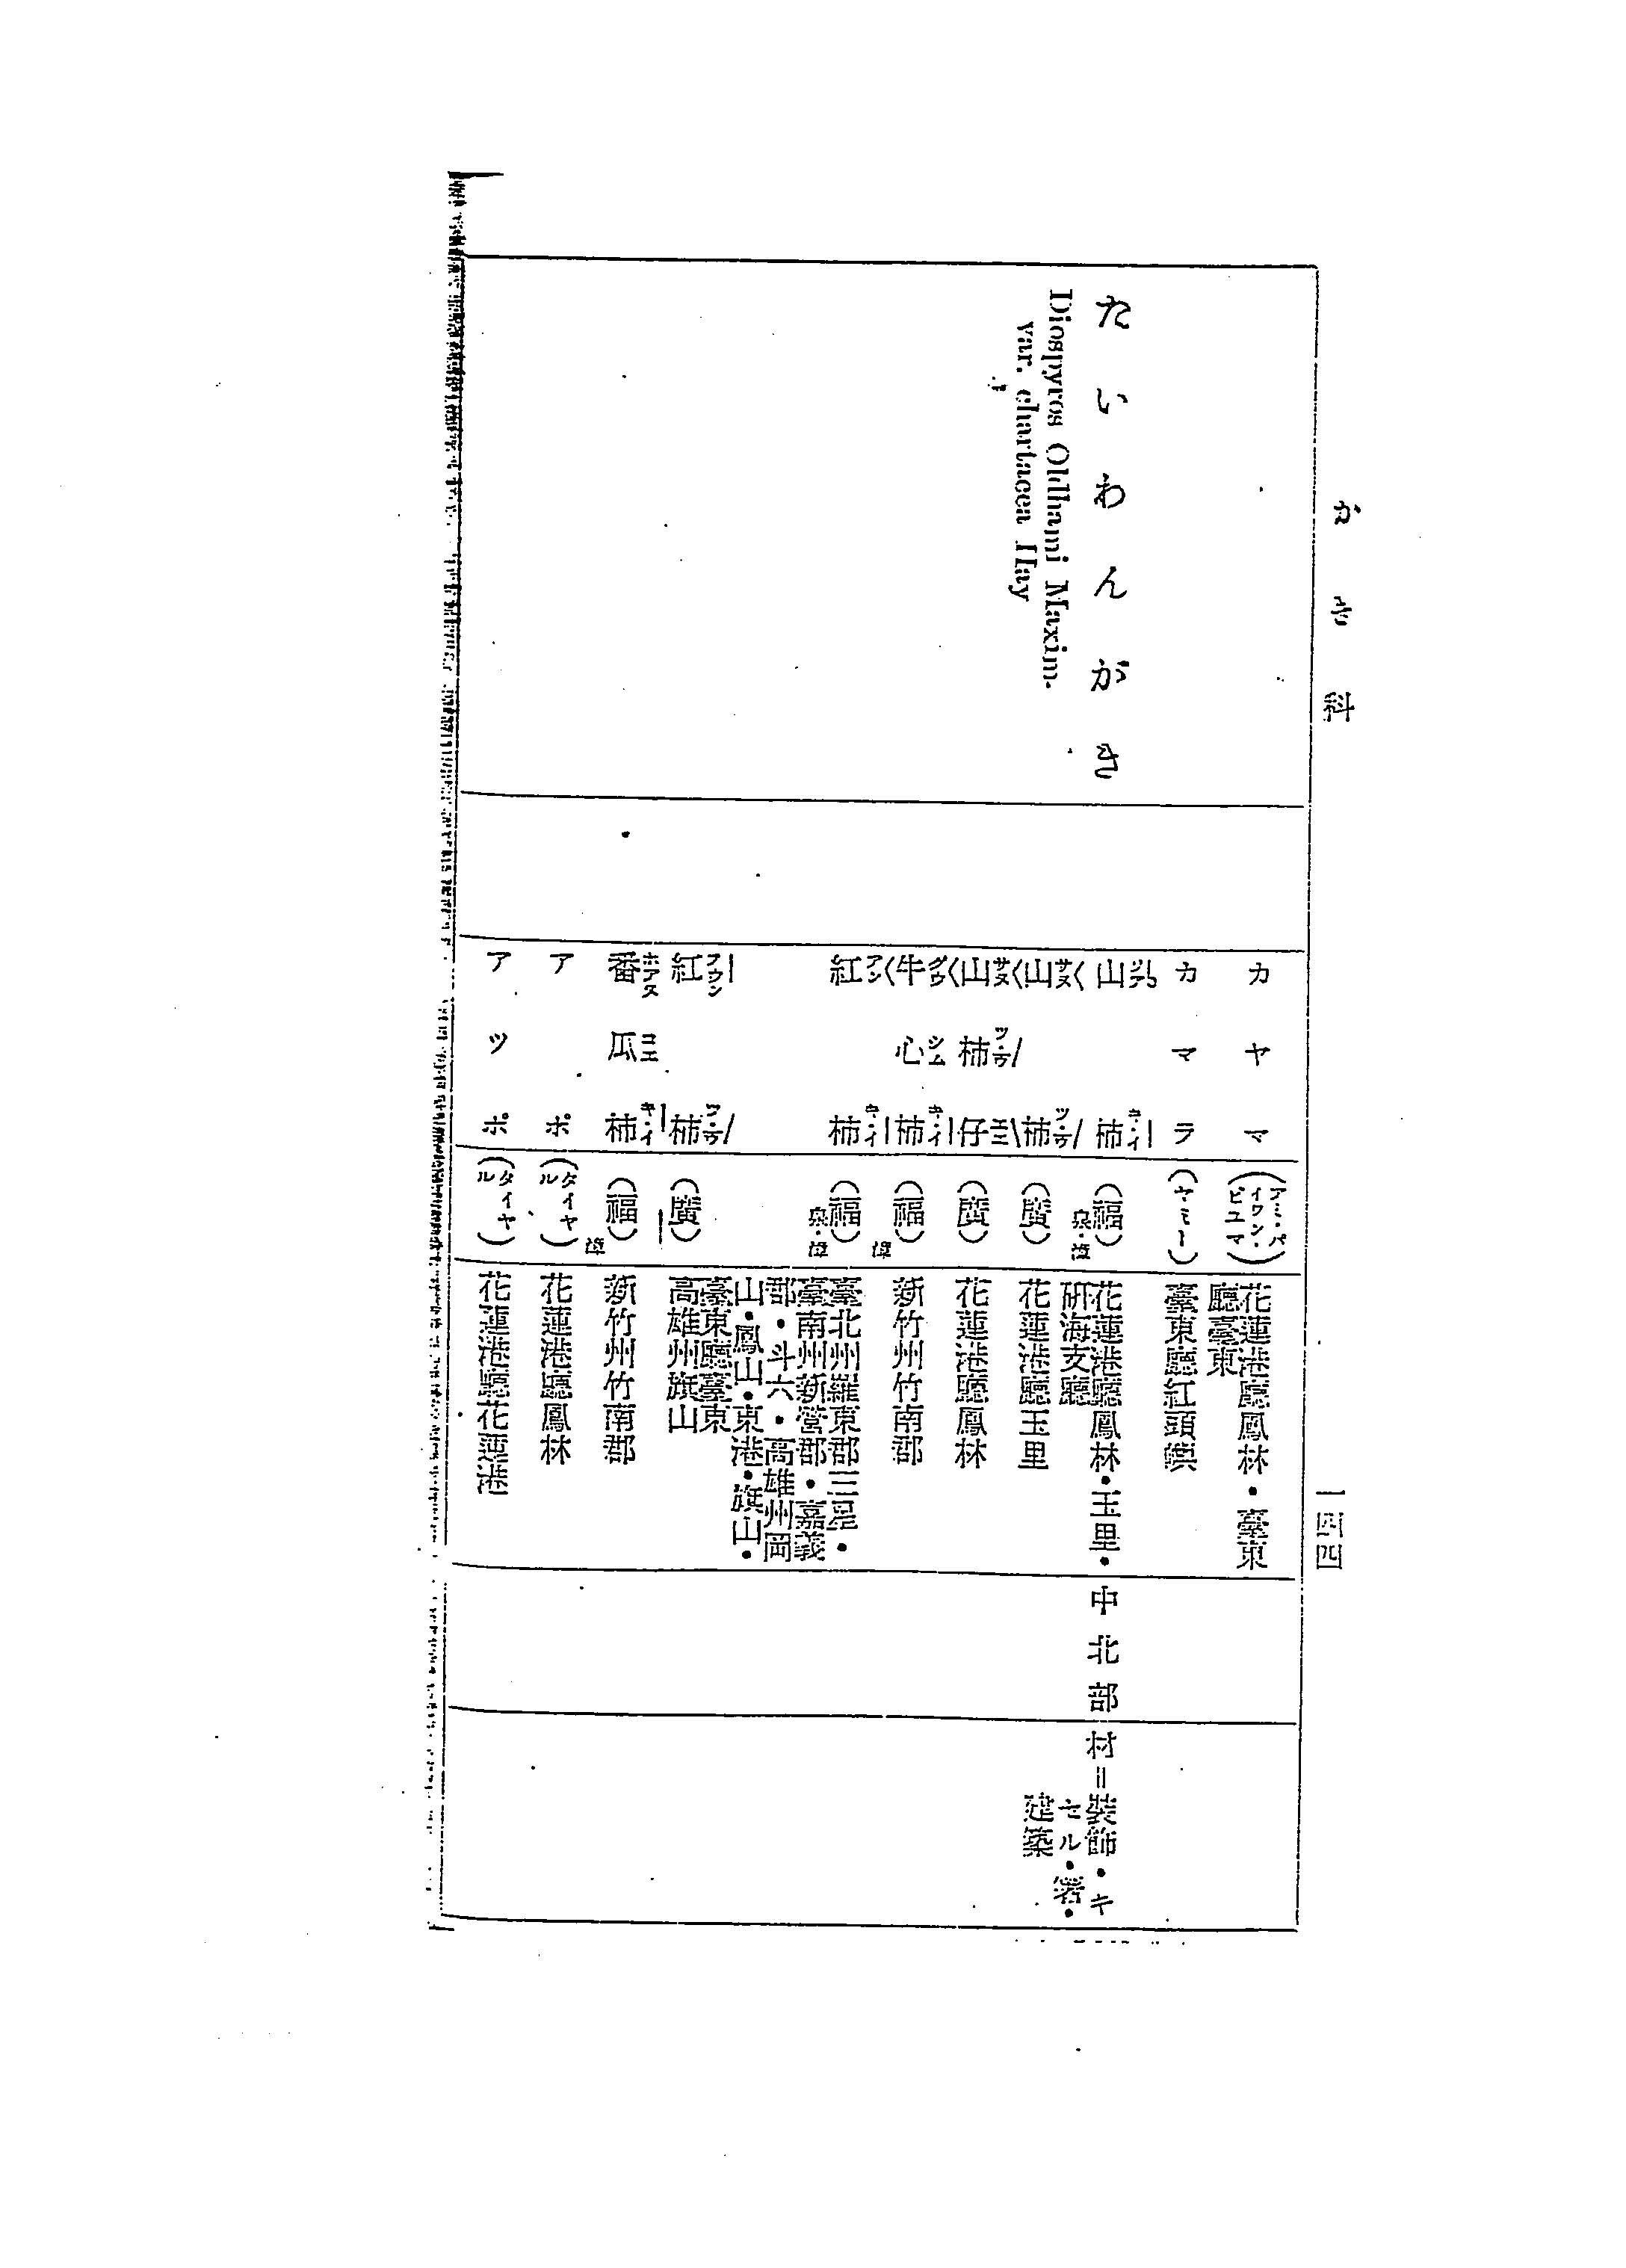 かき科
一四四
カヤマ
(アミ・パイワン・ピユマ)
花蓮港廳鳳林・臺東
廳臺東
カマラ
(ヤミー)
臺東廳紅頭嶼
たいわんがき
Diospyros Oldhami Maxim.
var. chartacea Hay
山柿
(福)
泉・漳
花蓮港廳鳳林・玉里・
研海支廳
中北部
材=裝飾・キ
セル・箸・
建築
山柿
(廣)
花蓮港廳玉里
山柿仔
(廣)
花蓮港廳鳳林
牛心柿
(福)
漳
新竹州竹南郡
紅柿
(福)
泉・漳
臺北州羅東郡三星・
臺南州新營郡・嘉義
郡・斗六・高雄州岡
山・鳳山・東港・旗山・
臺東廳臺東
紅柿
(廣)
高雄州旗山
番瓜柿
(福)
漳
新竹州竹南郡
アポ
(タイヤル)
花蓮港廳鳳林
アツポ
(タイヤル)
花蓮港廳花蓮港